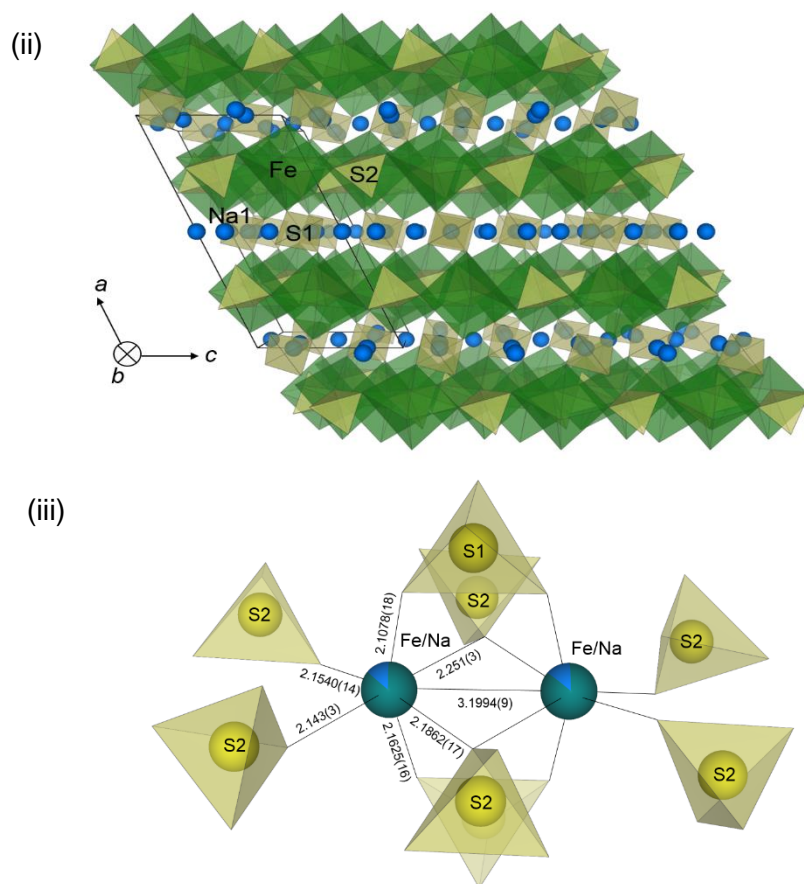 (ii)
Fe
S2
Na1
S1
a
b
c
(iii)
S1
S2
S2
S2
2.1078(18)
Fe/Na
Fe/Na
2.251(3)
2.1540(14)
3.1994(9)
2.143(3)
2.1862(17)
2.1625(16)
S2
S2
S2